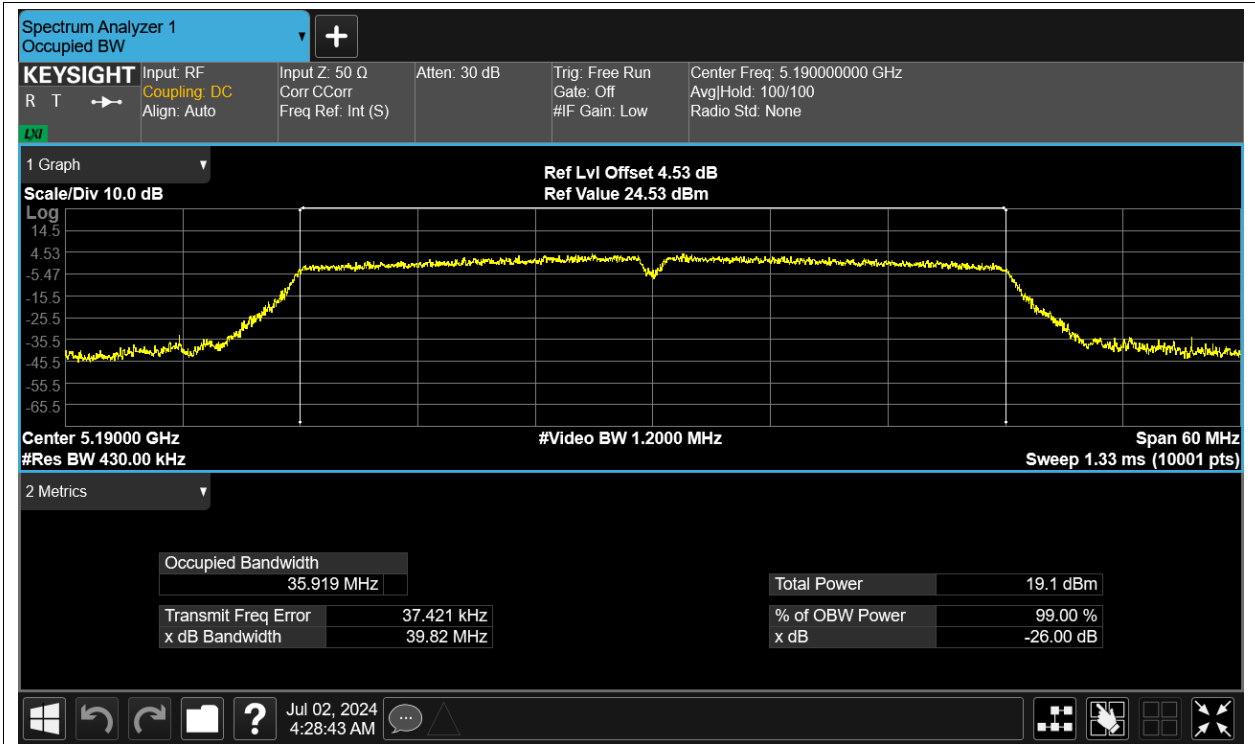 Spectrum Analyzer 1
Occupied BW
KEYSIGHT
R T
LXI
Input: RF
Coupling: DC
Align: Auto
Input Z: 50 Ω
Corr CCorr
Freq Ref: Int (S)
Atten: 30 dB
Trig: Free Run
Gate: Off
#IF Gain: Low
Center Freq: 5.190000000 GHz
Avg|Hold: 100/100
Radio Std: None
1 Graph
Scale/Div 10.0 dB
Ref Lvl Offset 4.53 dB
Ref Value 24.53 dBm
Log
14.5
4.53
-5.47
-15.5
-25.5
-35.5
-45.5
-55.5
-65.5
Center 5.19000 GHz
#Video BW 1.2000 MHz
Span 60 MHz
#Res BW 430.00 kHz
Sweep 1.33 ms (10001 pts)
2 Metrics
Occupied Bandwidth
35.919 MHz
Transmit Freq Error 37.421 kHz
x dB Bandwidth 39.82 MHz
Total Power 19.1 dBm
% of OBW Power 99.00 %
x dB -26.00 dB
Jul 02, 2024
4:28:43 AM